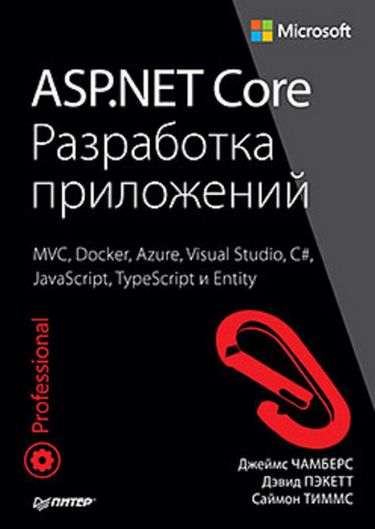 Microsoft
ASP.NET Core
Разработка
приложений
MVC, Docker, Azure, Visual Studio, C#,
JavaScript, TypeScript и Entity
Professional
Джеймс ЧАМБЕРС
Дэвид ПЭКЕТТ
Саймон ТИММС
ПИТЕР